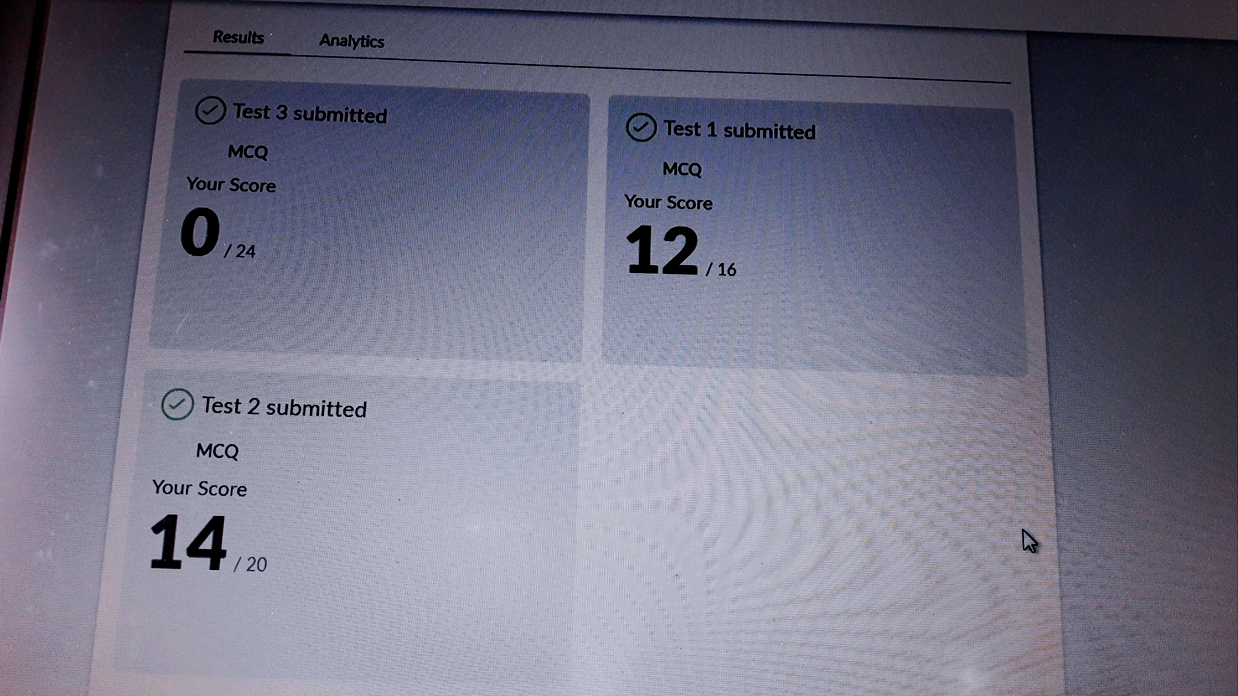 Results Analytics
Test 3 submitted
MCQ
Your Score
0 / 24
Test 1 submitted
MCQ
Your Score
12 / 16
Test 2 submitted
MCQ
Your Score
14 / 20